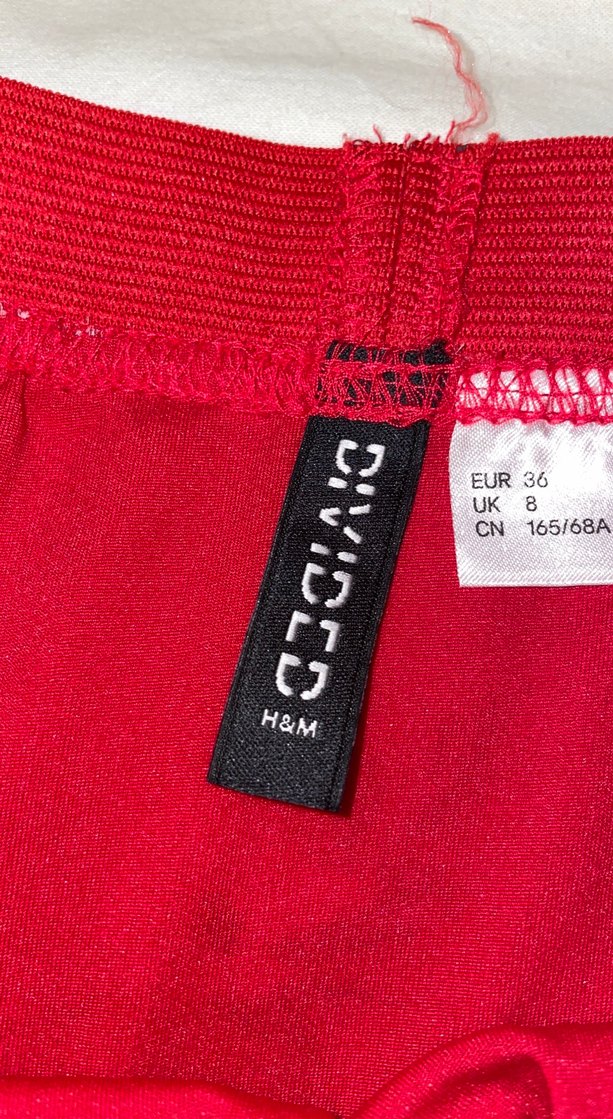 DIVIDED
H&M
EUR 36
UK 8
CN 165/68A